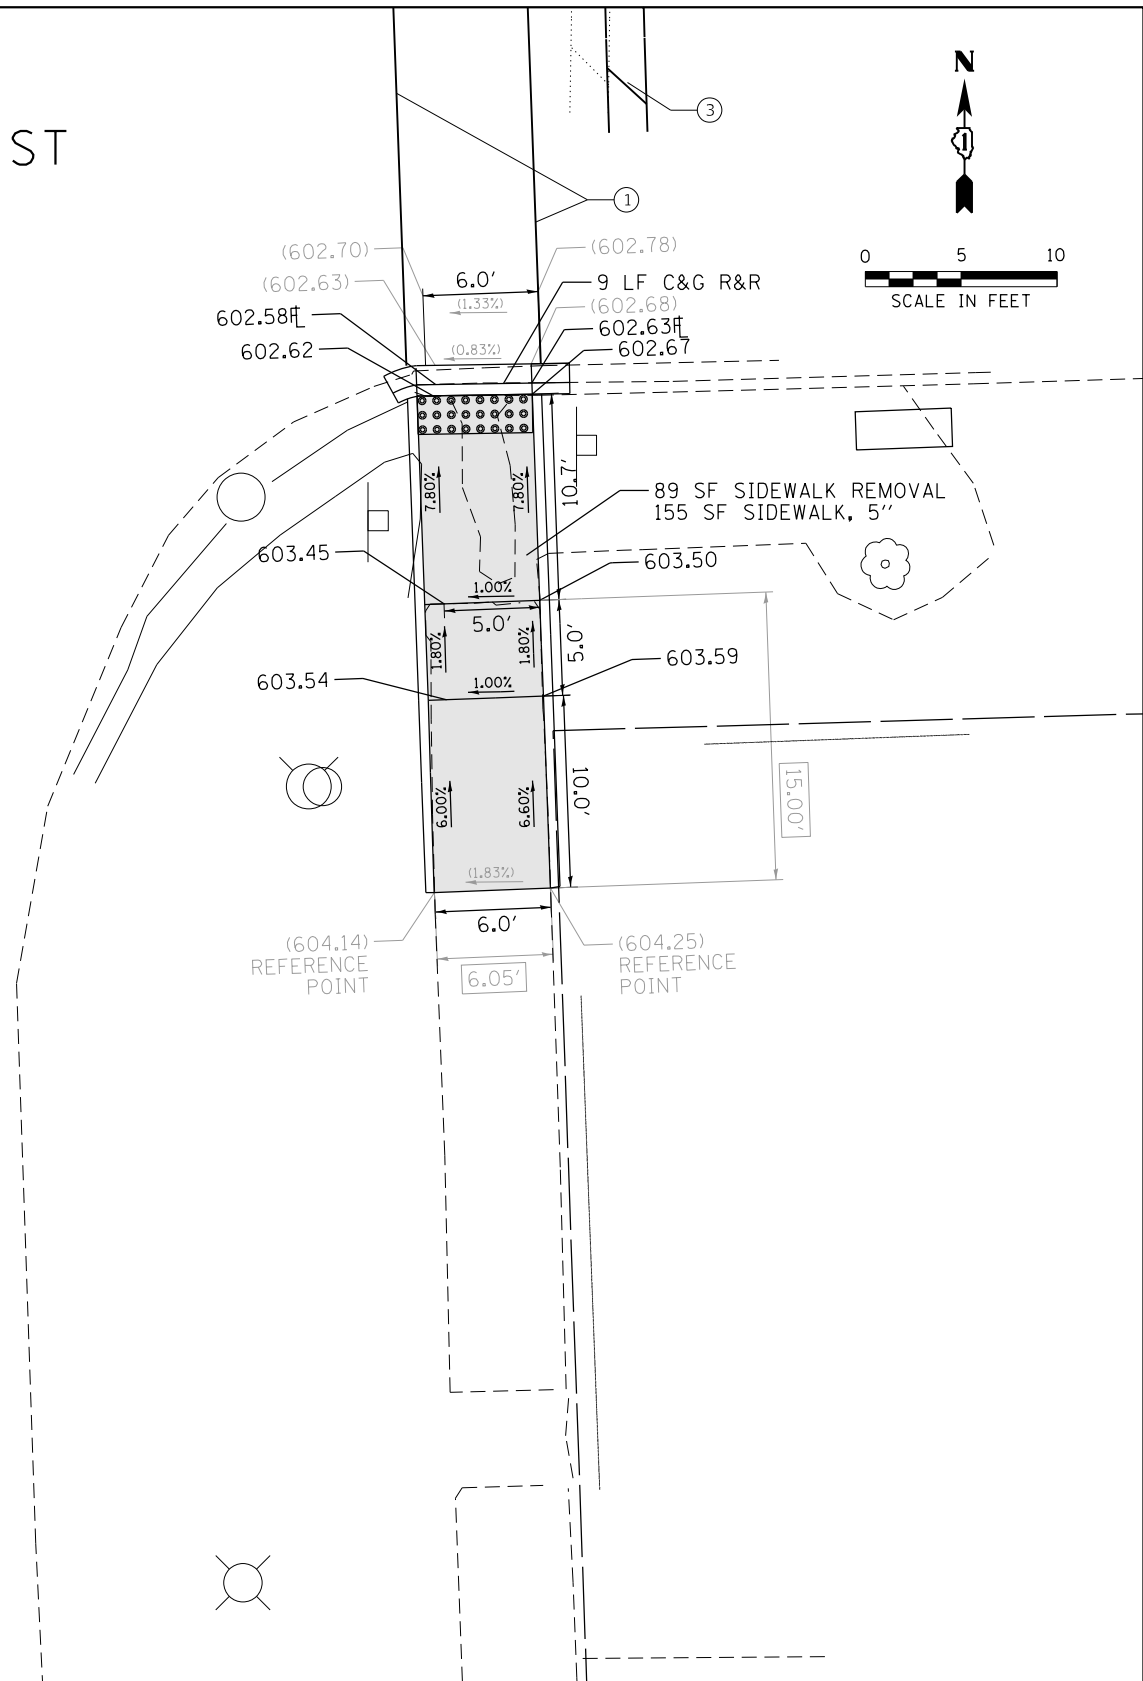 ST
N
1
3
1
0 5 10
SCALE IN FEET
(602.70)
(602.78)
(602.63)
6.0'
9 LF C&G R&R
(1.33%)
(602.68)
602.58FL
602.63FL
602.62
(0.83%)
602.67
10.7'
7.80%
7.80%
89 SF SIDEWALK REMOVAL
155 SF SIDEWALK, 5''
603.45
603.50
1.00%
5.0'
5.0'
1.80%
1.80%
603.54
1.00%
603.59
10.0'
15.00'
6.00%
6.60%
(1.83%)
6.0'
(604.14)
REFERENCE
POINT
(604.25)
REFERENCE
POINT
6.05'